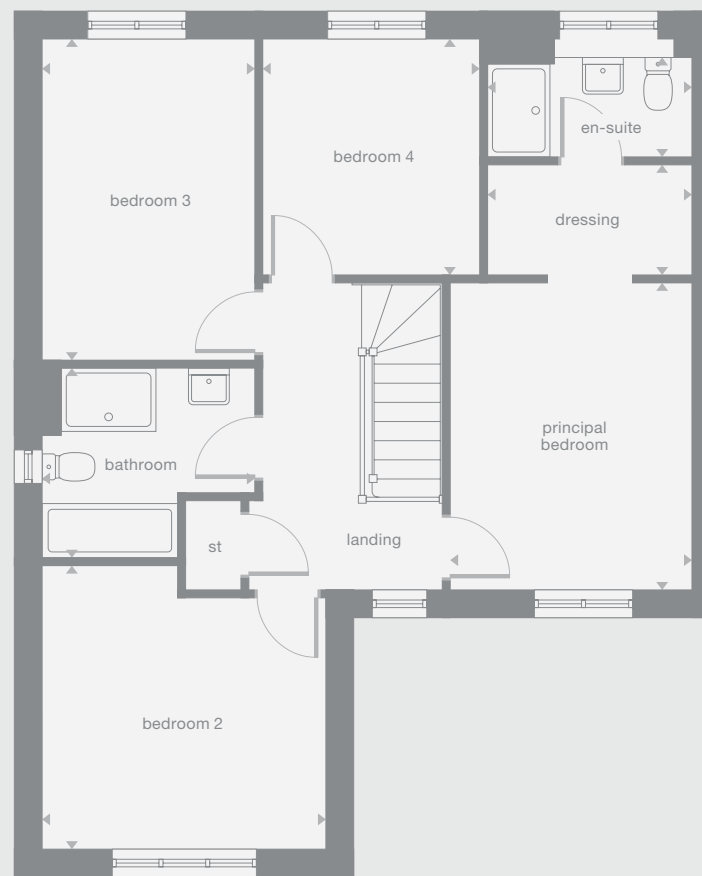 en-suite
bedroom 4
bedroom 3
dressing
principal
bedroom
bathroom
st
landing
bedroom 2